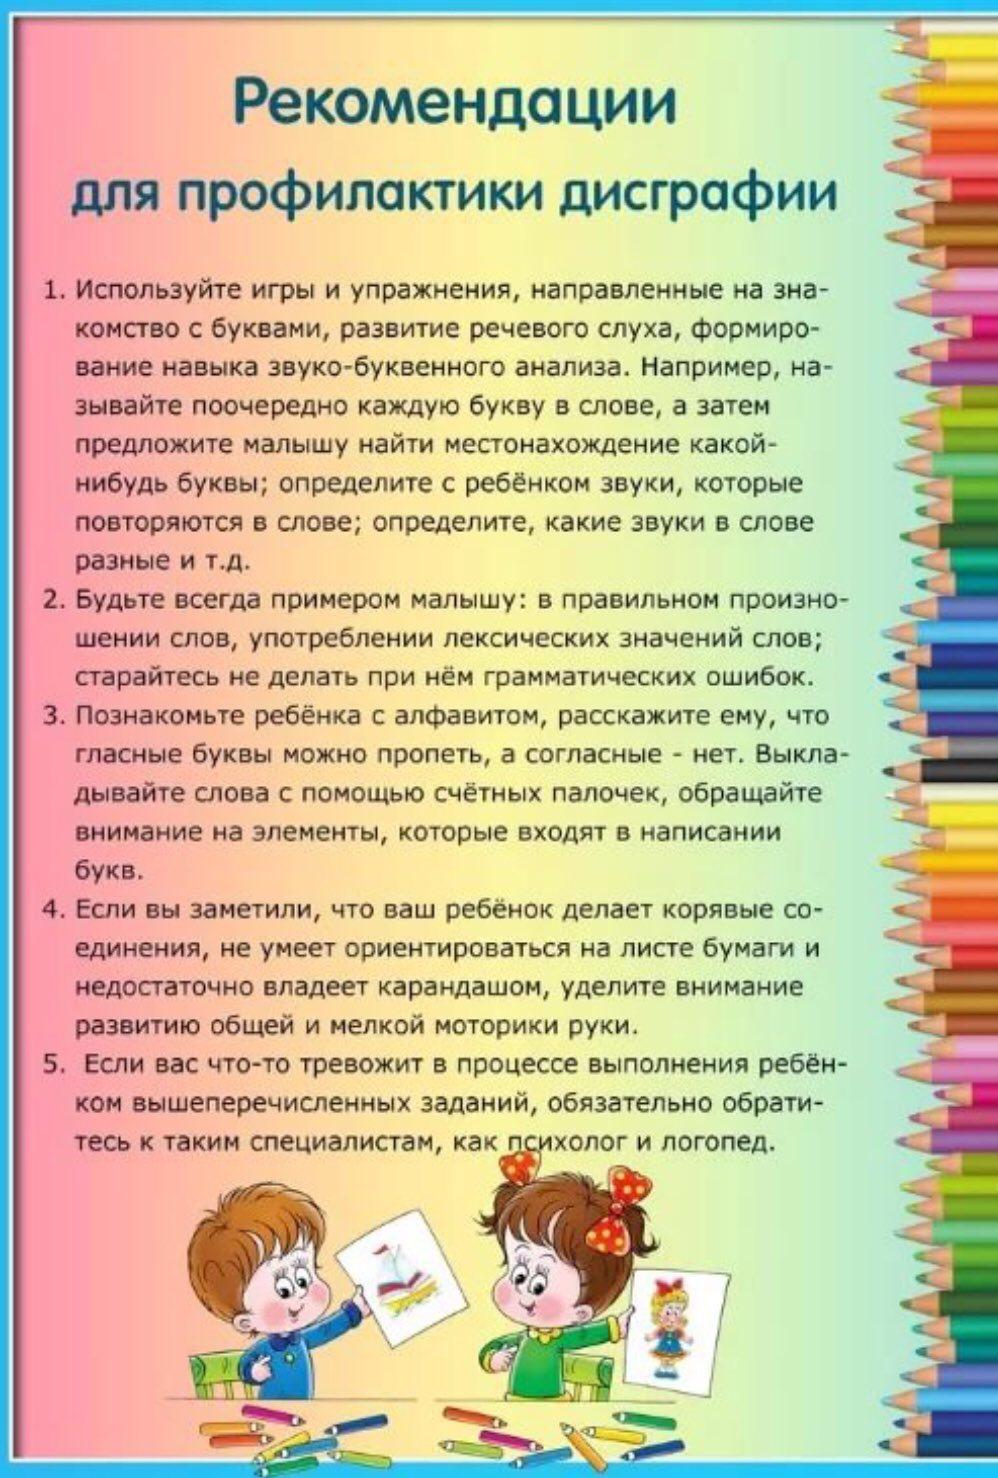 Рекомендации
для профилактики дисграфии
1. Используйте игры и упражнения, направленные на зна-
комство с буквами, развитие речевого слуха, формиро-
вание навыка звуко-буквенного анализа. Например, на-
зывайте поочередно каждую букву в слове, а затем
предложите малышу найти местонахождение какой-
нибудь буквы; определите с ребёнком звуки, которые
повторяются в слове; определите, какие звуки в слове
разные и т.д.
2. Будьте всегда примером малышу: в правильном произно-
шении слов, употреблении лексических значений слов;
старайтесь не делать при нём грамматических ошибок.
3. Познакомьте ребёнка с алфавитом, расскажите ему, что
гласные буквы можно пропеть, а согласные - нет. Выкла-
дывайте слова с помощью счётных палочек, обращайте
внимание на элементы, которые входят в написании
букв.
4. Если вы заметили, что ваш ребёнок делает корявые со-
единения, не умеет ориентироваться на листе бумаги и
недостаточно владеет карандашом, уделите внимание
развитию общей и мелкой моторики руки.
5. Если вас что-то тревожит в процессе выполнения ребён-
ком вышеперечисленных заданий, обязательно обрати-
тесь к таким специалистам, как психолог и логопед.